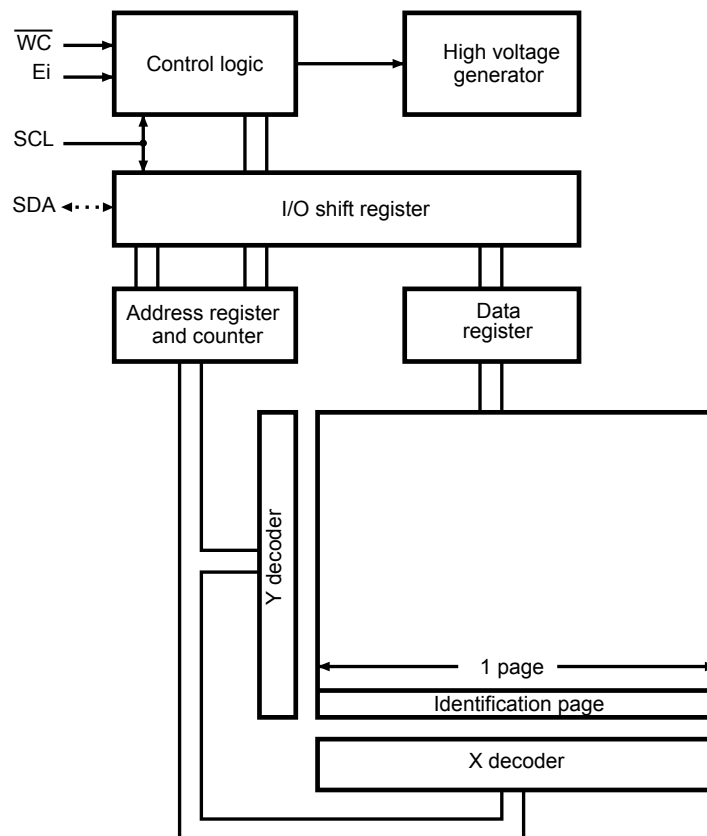 W̅C̅
Ei
SCL
SDA
Control logic
High voltage
generator
I/O shift register
Address register
and counter
Data
register
Y decoder
1 page
Identification page
X decoder